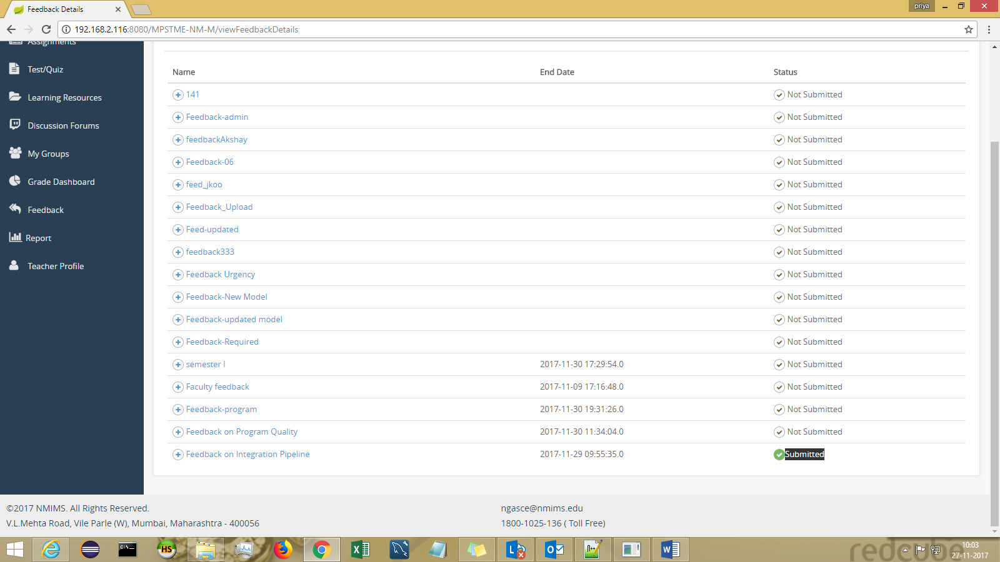 Feedback Details
priya
192.168.2.116:8080/MPSTME-NM-M/viewFeedbackDetails
Assignments
Test/Quiz
Learning Resources
Discussion Forums
My Groups
Grade Dashboard
Feedback
Report
Teacher Profile
Name End Date Status
141 Not Submitted
Feedback-admin Not Submitted
feedbackAkshay Not Submitted
Feedback-06 Not Submitted
feed_jkoo Not Submitted
Feedback_Upload Not Submitted
Feed-updated Not Submitted
feedback333 Not Submitted
Feedback Urgency Not Submitted
Feedback-New Model Not Submitted
Feedback-updated model Not Submitted
Feedback-Required Not Submitted
semester I 2017-11-30 17:29:54.0 Not Submitted
Faculty feedback 2017-11-09 17:16:48.0 Not Submitted
Feedback-program 2017-11-30 19:31:26.0 Not Submitted
Feedback on Program Quality 2017-11-30 11:34:04.0 Not Submitted
Feedback on Integration Pipeline 2017-11-29 09:55:35.0 Submitted
©2017 NMIMS. All Rights Reserved.
V.L.Mehta Road, Vile Parle (W), Mumbai, Maharashtra - 400056
ngasce@nmims.edu
1800-1025-136 ( Toll Free)
redcube
10:03
27-11-2017